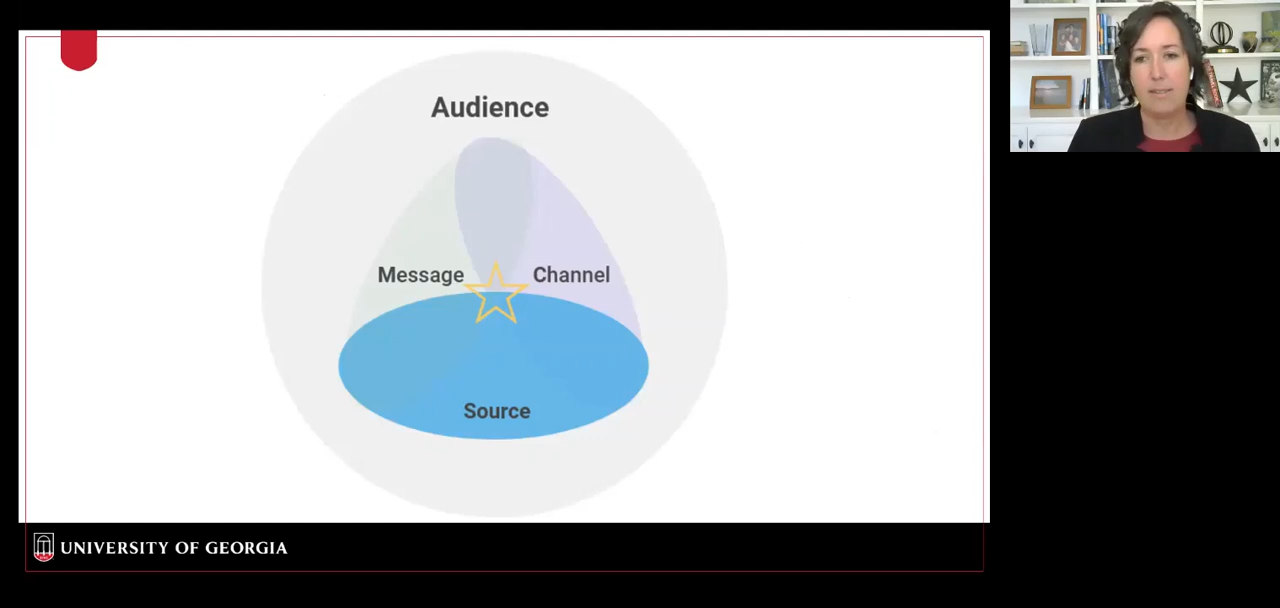 Audience
Message
Channel
Source
UNIVERSITY OF GEORGIA